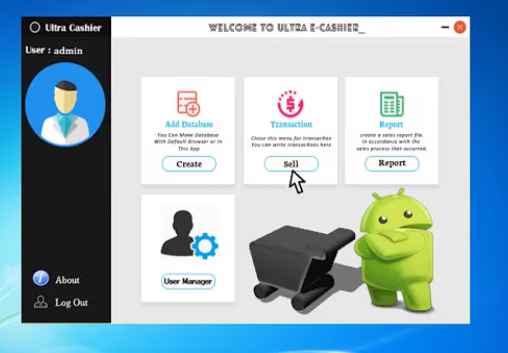 Ultra Cashier
WELCOME TO ULTRA E-CASHIER_
User : admin
Add Database
You Can Make Database
With Default Browser or in
This App
Create
Transaction
Chose this menu for transaction
You can write transactions here
Sell
Report
create a sales report file.
in accordance with the
sales process that occurred.
Report
User Manager
i
About
Log Out